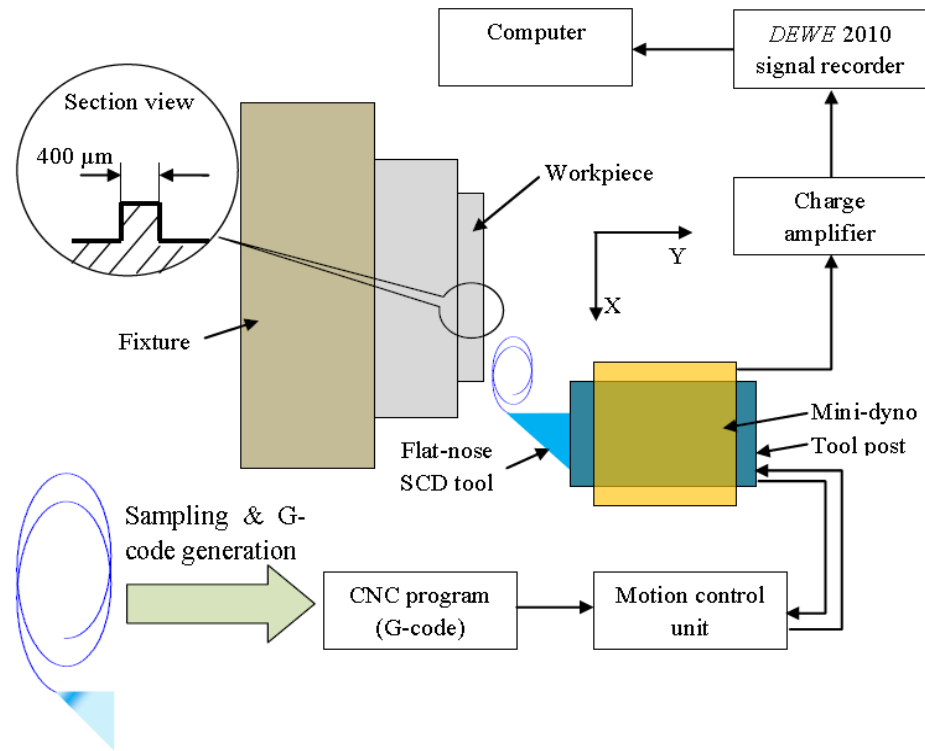 Computer
DEWE 2010
signal recorder
Section view
400 µm
Workpiece
Charge
amplifier
Y
X
Fixture
Mini-dyno
Tool post
Flat-nose
SCD tool
Sampling & G-
code generation
CNC program
(G-code)
Motion control
unit